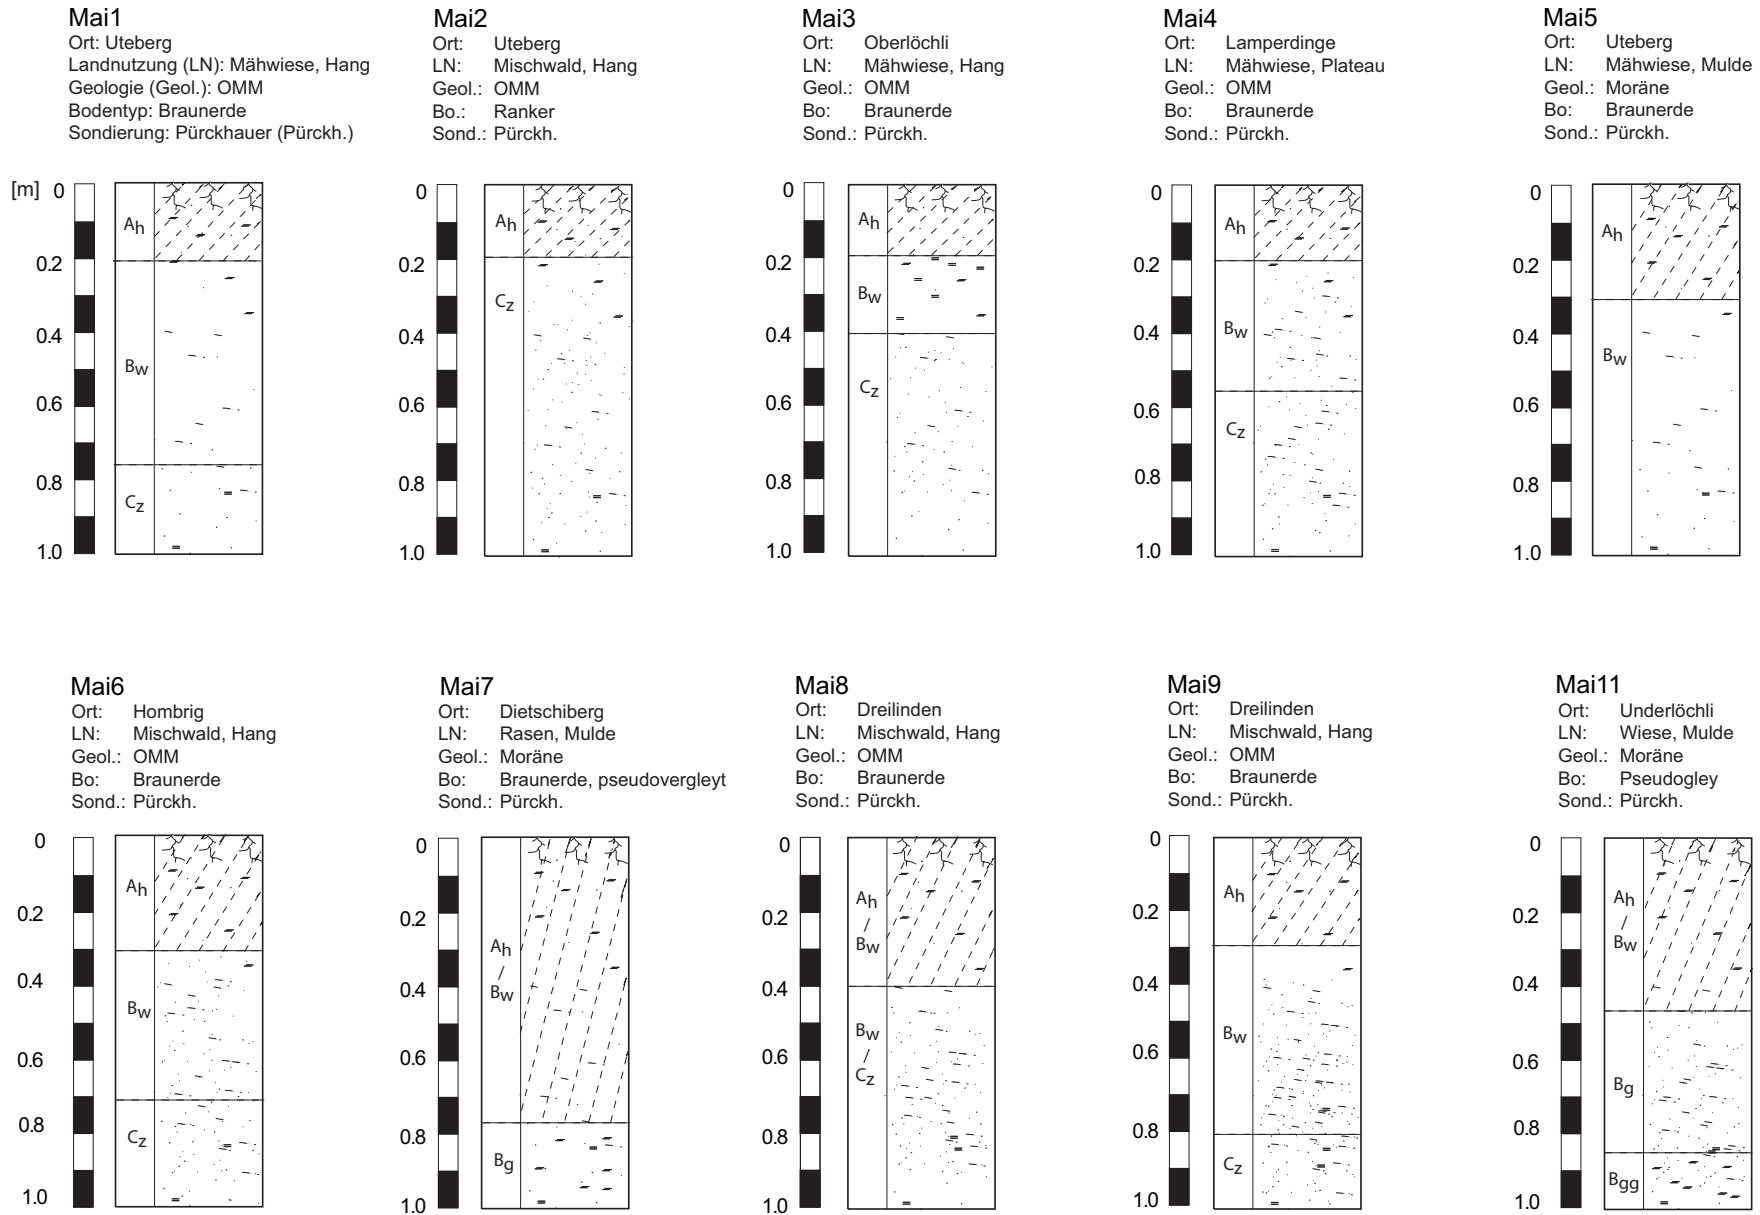 Mai1
Ort: Uteberg
Landnutzung (LN): Mähwiese, Hang
Geologie (Geol.): OMM
Bodentyp: Braunerde
Sondierung: Pürckhauer (Pürckh.)
[m] 0
0.2
0.4
0.6
0.8
1.0
Ah
Bw
Cz
Mai2
Ort: Uteberg
LN: Mischwald, Hang
Geol.: OMM
Bo.: Ranker
Sond.: Pürckh.
0
0.2
0.4
0.6
0.8
1.0
Ah
Cz
Mai3
Ort: Oberlöchli
LN: Mähwiese, Hang
Geol.: OMM
Bo: Braunerde
Sond.: Pürckh.
0
0.2
0.4
0.6
0.8
1.0
Ah
Bw
Cz
Mai4
Ort: Lamperdinge
LN: Mähwiese, Plateau
Geol.: OMM
Bo: Braunerde
Sond.: Pürckh.
0
0.2
0.4
0.6
0.8
1.0
Ah
Bw
Cz
Mai5
Ort: Uteberg
LN: Mähwiese, Mulde
Geol.: Moräne
Bo: Braunerde
Sond.: Pürckh.
0
0.2
0.4
0.6
0.8
1.0
Ah
Bw
Mai6
Ort: Hombrig
LN: Mischwald, Hang
Geol.: OMM
Bo: Braunerde
Sond.: Pürckh.
0
0.2
0.4
0.6
0.8
1.0
Ah
Bw
Cz
Mai7
Ort: Dietschiberg
LN: Rasen, Mulde
Geol.: Moräne
Bo: Braunerde, pseudovergleyt
Sond.: Pürckh.
0
0.2
0.4
0.6
0.8
1.0
Ah
/
Bw
Bg
Mai8
Ort: Dreilinden
LN: Mischwald, Hang
Geol.: OMM
Bo: Braunerde
Sond.: Pürckh.
0
0.2
0.4
0.6
0.8
1.0
Ah
/
Bw
Bw
/
Cz
Mai9
Ort: Dreilinden
LN: Mischwald, Hang
Geol.: OMM
Bo: Braunerde
Sond.: Pürckh.
0
0.2
0.4
0.6
0.8
1.0
Ah
Bw
Cz
Mai11
Ort: Underlöchli
LN: Wiese, Mulde
Geol.: Moräne
Bo: Pseudogley
Sond.: Pürckh.
0
0.2
0.4
0.6
0.8
1.0
Ah
/
Bw
Bg
Bgg